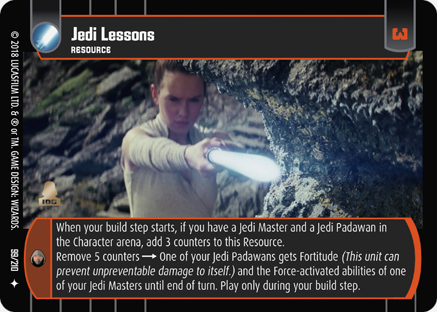 Jedi Lessons
RESOURCE
© 2018 LUCASFILM LTD. & ® or TM. GAME DESIGN: WIZARDS.
When your build step starts, if you have a Jedi Master and a Jedi Padawan in
the Character arena, add 3 counters to this Resource.
Remove 5 counters → One of your Jedi Padawans gets Fortitude (This unit can
prevent unpreventable damage to itself.) and the Force-activated abilities of one
of your Jedi Masters until end of turn. Play only during your build step.